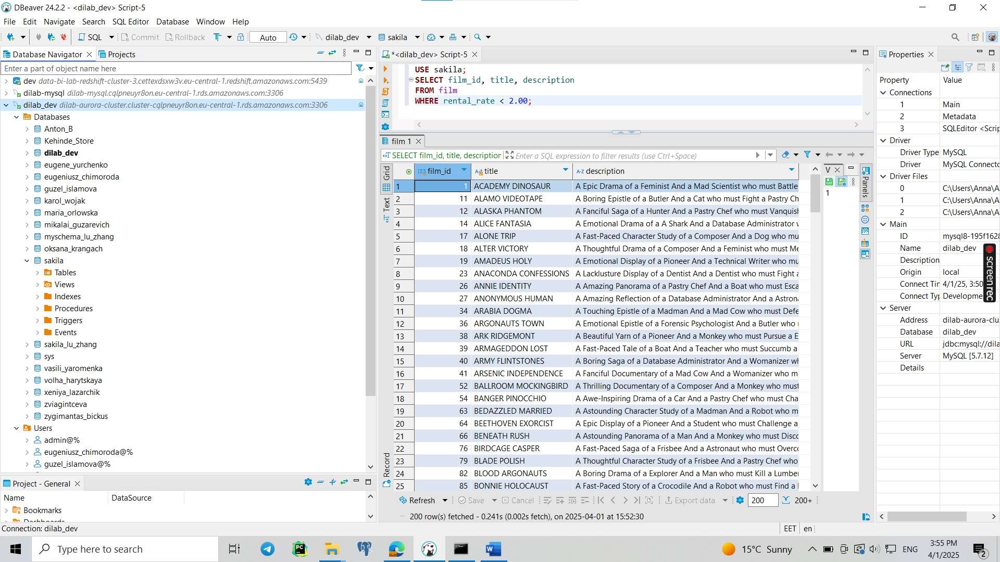 DBeaver 24.2.2 - <dilab_dev> Script-5
File Edit Navigate Search SQL Editor Database Window Help
SQL Commit Rollback Auto dilab_dev sakila
Database Navigator Projects
Enter a part of object name here
dev data-bi-lab-redshift-cluster-3.cettexdsxw3v.eu-central-1.redshift.amazonaws.com:5439
dilab-mysql dilab-mysql.cqlpneuyr8on.eu-central-1.rds.amazonaws.com:3306
dilab_dev dilab-aurora-cluster.cluster-cqlpneuyr8on.eu-central-1.rds.amazonaws.com:3306
Databases
Anton_B
Kehinde_Store
dilab_dev
eugene_yurchenko
eugeniusz_chimoroda
guzel_islamova
karol_wojak
maria_orlowska
mikalai_guzarevich
myschema_lu_zhang
oksana_krangach
sakila
Tables
Views
Indexes
Procedures
Triggers
Events
sakila_lu_zhang
sys
vasili_yaromenka
volha_harytskaya
xeniya_lazarchik
zviagintceva
zygimantas_bickus
Users
admin@%
eugeniusz_chimoroda@%
guzel_islamova@%
Project - General
Name DataSource
Bookmarks
Dashboards
Connection: dilab_dev
*<dilab_dev> Script-5
USE sakila;
SELECT film_id, title, description
FROM film
WHERE rental_rate < 2.00;
film 1
SELECT film_id, title, description Enter a SQL expression to filter results (use Ctrl+Space)
Grid
Text
Record
123 film_id A-Z title A-Z description
1 1 ACADEMY DINOSAUR A Epic Drama of a Feminist And a Mad Scientist who must Battle
2 11 ALAMO VIDEOTAPE A Boring Epistle of a Butler And a Cat who must Fight a Pastry Ch
3 12 ALASKA PHANTOM A Fanciful Saga of a Hunter And a Pastry Chef who must Vanquis
4 14 ALICE FANTASIA A Emotional Drama of a A Shark And a Database Administrator
5 17 ALONE TRIP A Fast-Paced Character Study of a Composer And a Dog who mu
6 18 ALTER VICTORY A Thoughtful Drama of a Composer And a Feminist who must Me
7 19 AMADEUS HOLY A Emotional Display of a Pioneer And a Technical Writer who mu
8 23 ANACONDA CONFESSIONS A Lacklusture Display of a Dentist And a Dentist who must Fight
9 26 ANNIE IDENTITY A Amazing Panorama of a Pastry Chef And a Boat who must Esca
10 27 ANONYMOUS HUMAN A Amazing Reflection of a Database Administrator And a Astron
11 34 ARABIA DOGMA A Touching Epistle of a Madman And a Mad Cow who must Defe
12 36 ARGONAUTS TOWN A Emotional Epistle of a Forensic Psychologist And a Butler who
13 38 ARK RIDGEMONT A Beautiful Yarn of a Pioneer And a Monkey who must Pursue a E
14 39 ARMAGEDDON LOST A Fast-Paced Tale of a Boat And a Teacher who must Succumb a
15 40 ARMY FLINTSTONES A Boring Saga of a Database Administrator And a Womanizer wh
16 41 ARSENIC INDEPENDENCE A Fanciful Documentary of a Mad Cow And a Womanizer who m
17 52 BALLROOM MOCKINGBIRD A Thrilling Documentary of a Composer And a Monkey who must
18 54 BANGER PINOCCHIO A Awe-Inspiring Drama of a Car And a Pastry Chef who must Cha
19 63 BEDAZZLED MARRIED A Astounding Character Study of a Madman And a Robot who m
20 64 BEETHOVEN EXORCIST A Epic Display of a Pioneer And a Student who must Challenge a
21 66 BENEATH RUSH A Astounding Panorama of a Man And a Monkey who must Disco
22 76 BIRDCAGE CASPER A Fast-Paced Saga of a Frisbee And a Astronaut who must Overc
23 79 BLADE POLISH A Thoughtful Character Study of a Frisbee And a Pastry Chef who
24 82 BLOOD ARGONAUTS A Boring Drama of a Explorer And a Man who must Kill a Lumbe
25 85 BONNIE HOLOCAUST A Fast-Paced Story of a Crocodile And a Robot who must Find a
V
1
Panels
Refresh Save Cancel Export data 200 200+
200 row(s) fetched - 0.241s (0.002s fetch), on 2025-04-01 at 15:52:30
EET en
Properties
Property Value
Connections
1 Main
2 Metadata
3 SQLEditor <Scrip
Driver
Driver Type MySQL
Driver MySQL Connecto
Driver Files
0 C:\Users\Anna\A
1 C:\Users\Anna\A
2 C:\Users\Anna\A
Main
ID mysql8-195f1628
Name dilab_dev
Description
Origin local
Connect Tir 4/1/25, 3:50
Connect Typ Developme
Server
Address dilab-aurora-clu
Database dilab_dev
URL jdbc:mysql://dila
Server MySQL [5.7.12]
Details
screenrec
Type here to search
15°C Sunny
ENG
3:55 PM
4/1/2025
2